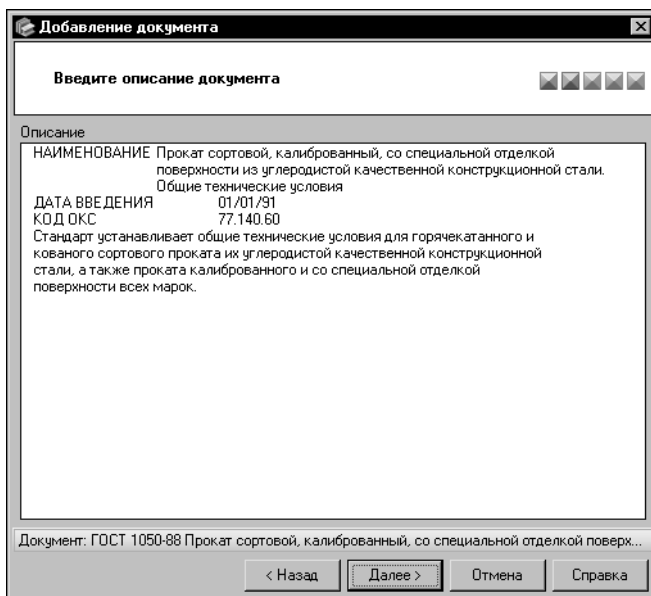 Добавление документа
Введите описание документа
Описание
НАИМЕНОВАНИЕ Прокат сортовой, калиброванный, со специальной отделкой
поверхности из углеродистой качественной конструкционной стали.
Общие технические условия
ДАТА ВВЕДЕНИЯ 01/01/91
КОД ОКС 77.140.60
Стандарт устанавливает общие технические условия для горячекатанного и
кованого сортового проката их углеродистой качественной конструкционной
стали, а также проката калиброванного и со специальной отделкой
поверхности всех марок.
Документ: ГОСТ 1050-88 Прокат сортовой, калиброванный, со специальной отделкой поверх...
< Назад Далее > Отмена Справка